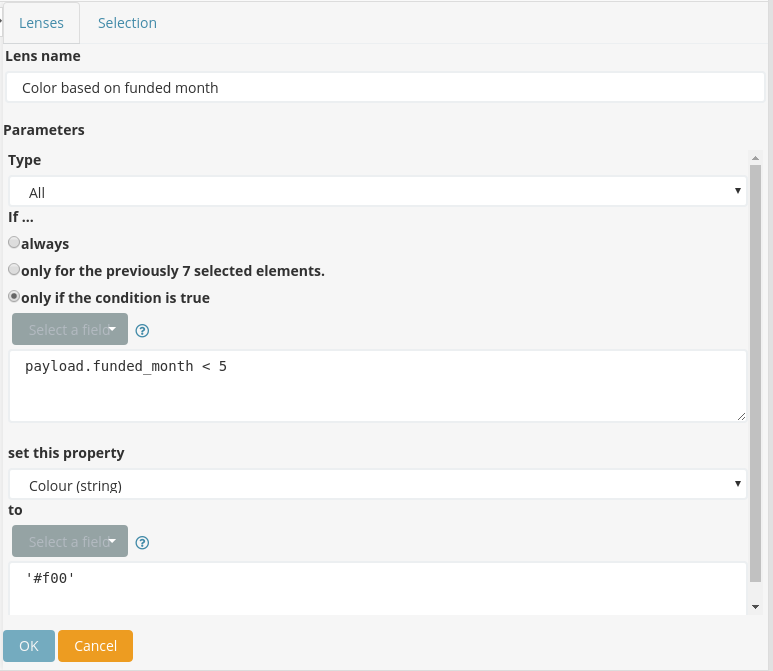 Lenses Selection
Lens name
Color based on funded month
Parameters
Type
All
If ...
always
only for the previously 7 selected elements.
only if the condition is true
Select a field
payload.funded_month < 5
set this property
Colour (string)
to
Select a field
'#f00'
OK Cancel